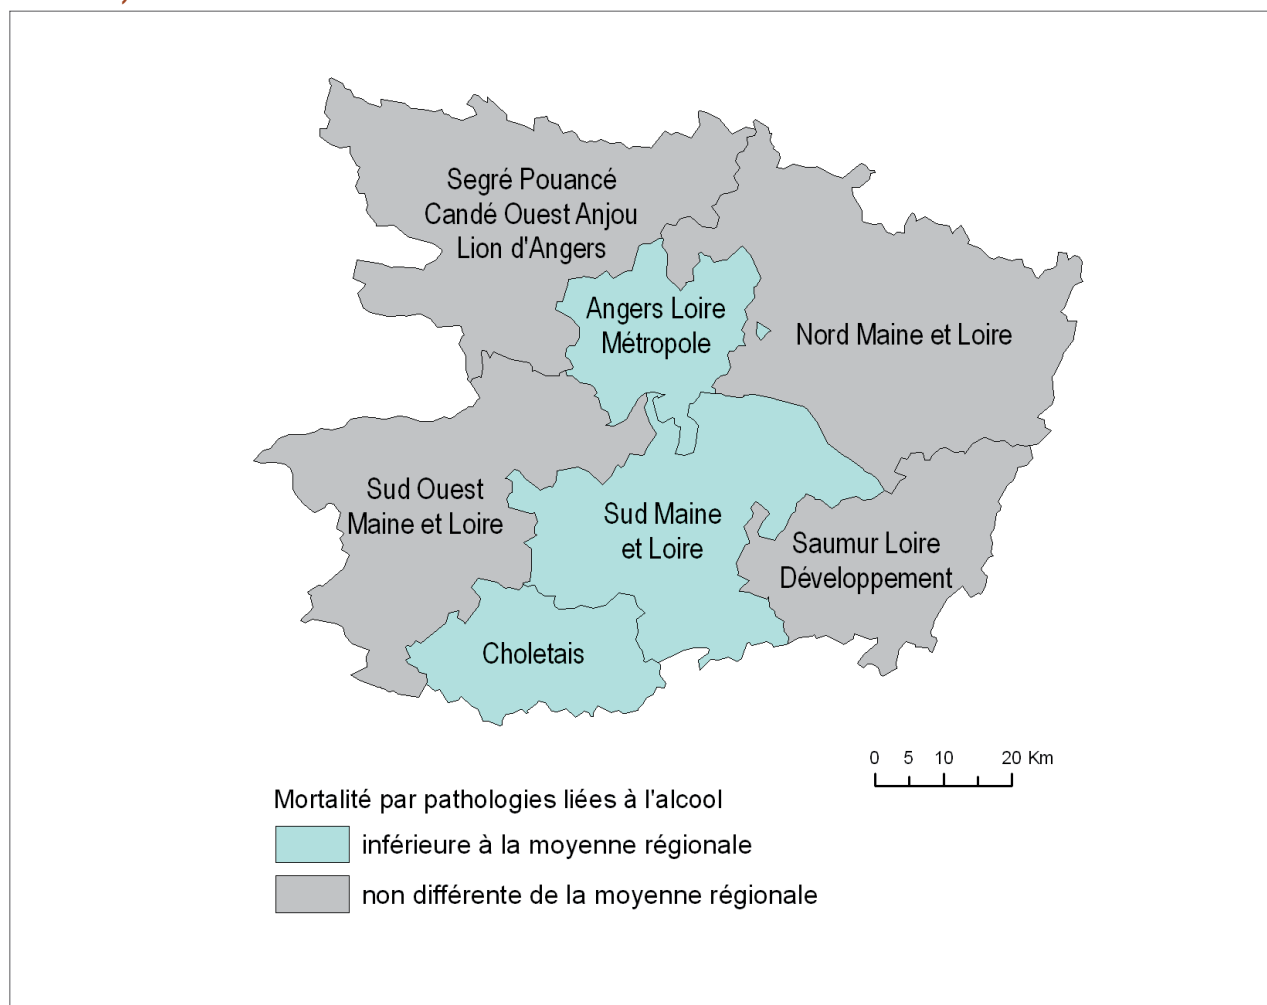 Segré Pouancé
Candé Ouest Anjou
Lion d'Angers
Angers Loire
Métropole
Nord Maine et Loire
Sud Ouest
Maine et Loire
Sud Maine
et Loire
Saumur Loire
Développement
Choletais
0 5 10 20 Km
Mortalité par pathologies liées à l'alcool
inférieure à la moyenne régionale
non différente de la moyenne régionale